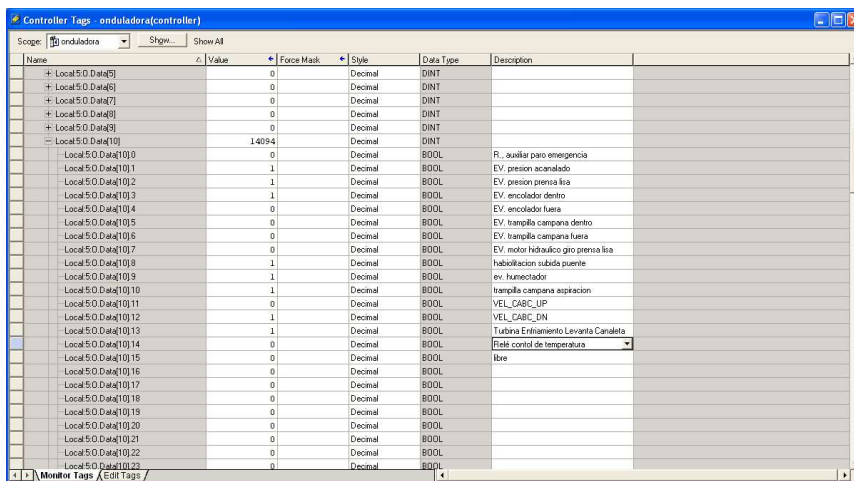 Controller Tags - onduladora(controller)
Scope: onduladora Show... Show All
Name Value Force Mask Style Data Type Description
Local:5:O.Data[5] 0 Decimal DINT
Local:5:O.Data[6] 0 Decimal DINT
Local:5:O.Data[7] 0 Decimal DINT
Local:5:O.Data[8] 0 Decimal DINT
Local:5:O.Data[9] 0 Decimal DINT
Local:5:O.Data[10] 14094 Decimal DINT
Local:5:O.Data[10].0 0 Decimal BOOL R., auxiliar paro emergencia
Local:5:O.Data[10].1 1 Decimal BOOL EV. presion acanalado
Local:5:O.Data[10].2 1 Decimal BOOL EV. presion prensa lisa
Local:5:O.Data[10].3 1 Decimal BOOL EV. encolador dentro
Local:5:O.Data[10].4 0 Decimal BOOL EV. encolador fuera
Local:5:O.Data[10].5 0 Decimal BOOL EV. trampilla campana dentro
Local:5:O.Data[10].6 0 Decimal BOOL EV. trampilla campana fuera
Local:5:O.Data[10].7 0 Decimal BOOL EV. motor hidraulico giro prensa lisa
Local:5:O.Data[10].8 1 Decimal BOOL habiolitacion subida puente
Local:5:O.Data[10].9 1 Decimal BOOL ev. humectador
Local:5:O.Data[10].10 1 Decimal BOOL trampilla campana aspiracion
Local:5:O.Data[10].11 0 Decimal BOOL VEL_CABC_UP
Local:5:O.Data[10].12 1 Decimal BOOL VEL_CABC_DN
Local:5:O.Data[10].13 1 Decimal BOOL Turbina Enfriamiento Levanta Canaleta
Local:5:O.Data[10].14 0 Decimal BOOL Relé contol de temperatura
Local:5:O.Data[10].15 0 Decimal BOOL libre
Local:5:O.Data[10].16 0 Decimal BOOL
Local:5:O.Data[10].17 0 Decimal BOOL
Local:5:O.Data[10].18 0 Decimal BOOL
Local:5:O.Data[10].19 0 Decimal BOOL
Local:5:O.Data[10].20 0 Decimal BOOL
Local:5:O.Data[10].21 0 Decimal BOOL
Local:5:O.Data[10].22 0 Decimal BOOL
Local:5:O.Data[10].23 0 Decimal BOOL
Monitor Tags Edit Tags